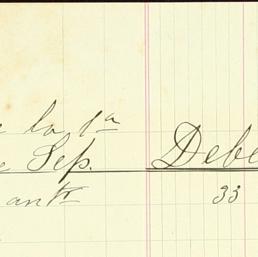 la 1a
Sep. Debe
antr 33